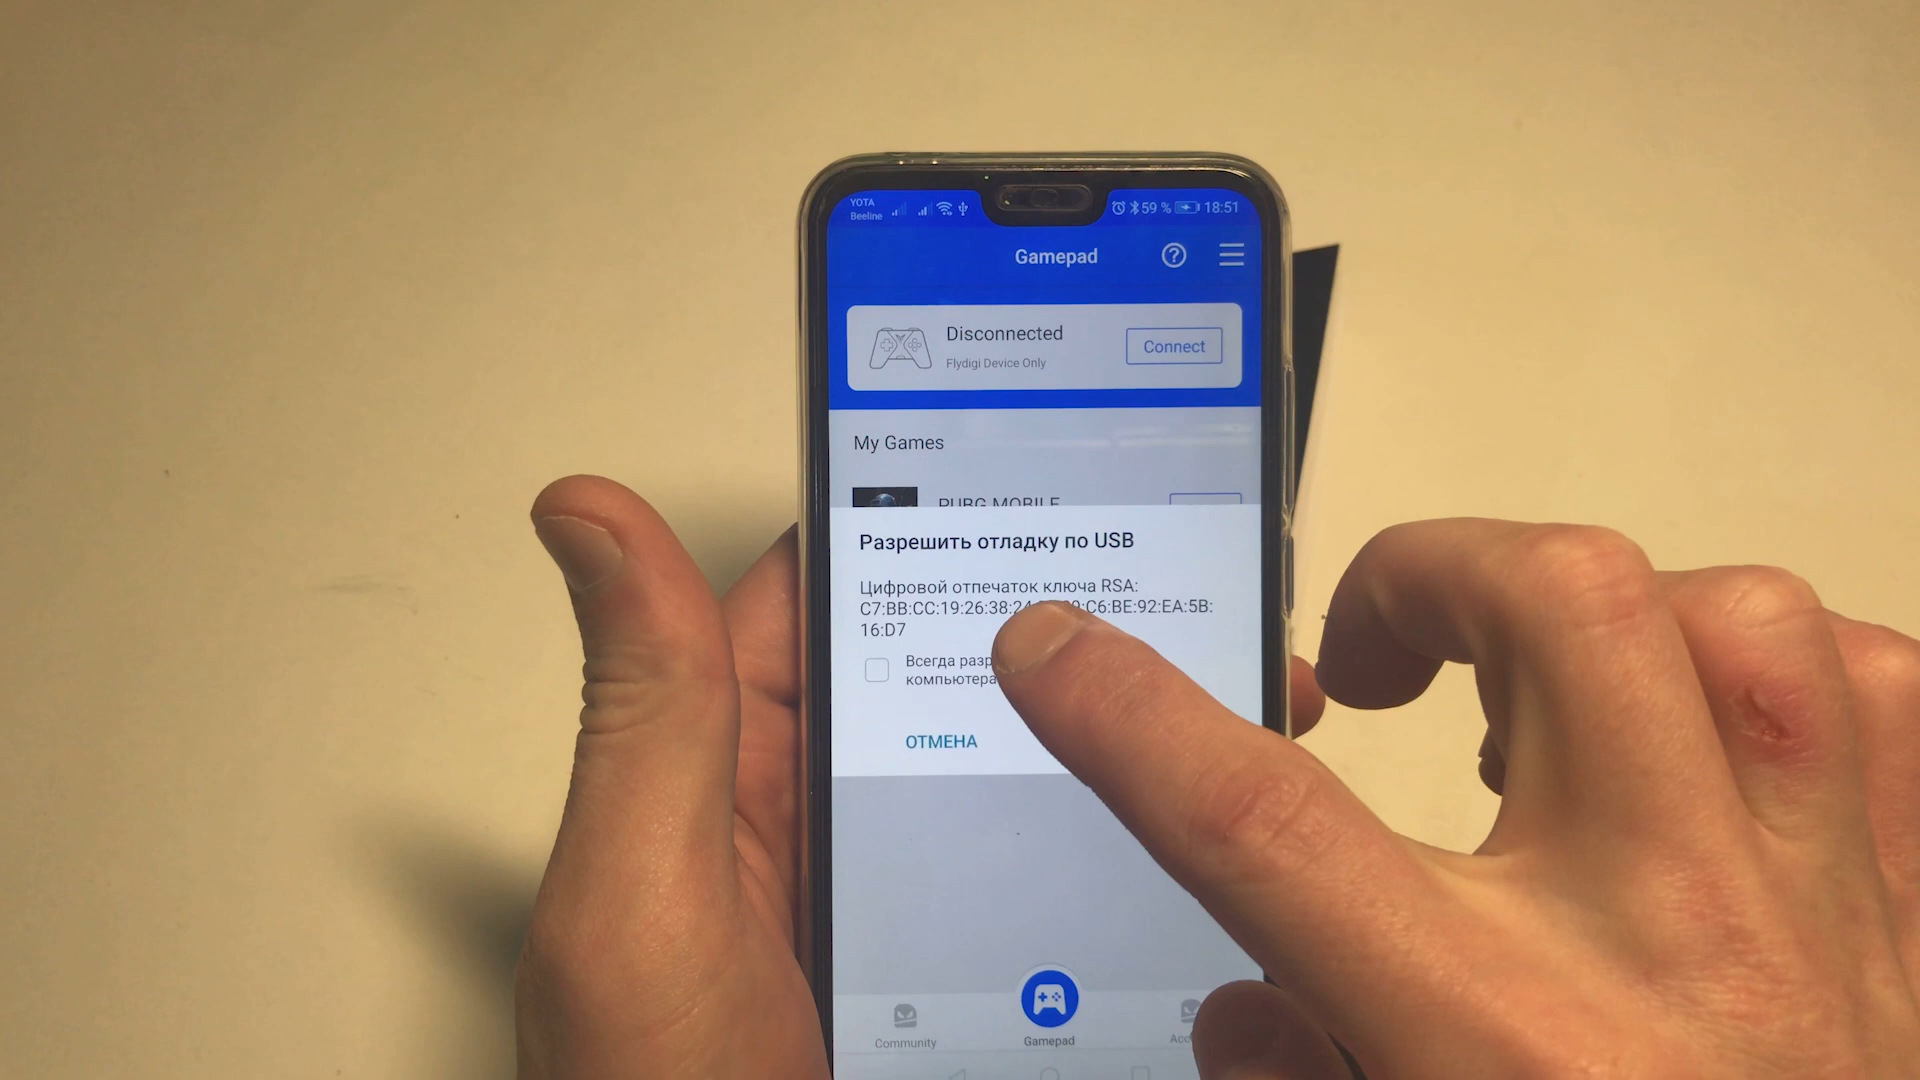 YOTA
Beeline
59 % 18:51
Gamepad
?
Disconnected
Flydigi Device Only
Connect
My Games
PUBG MOBILE
Разрешить отладку по USB
Цифровой отпечаток ключа RSA:
C7:BB:CC:19:26:38:24 C6:BE:92:EA:5B:
16:D7
Всегда
компьютера
ОТМЕНА
Community
Gamepad